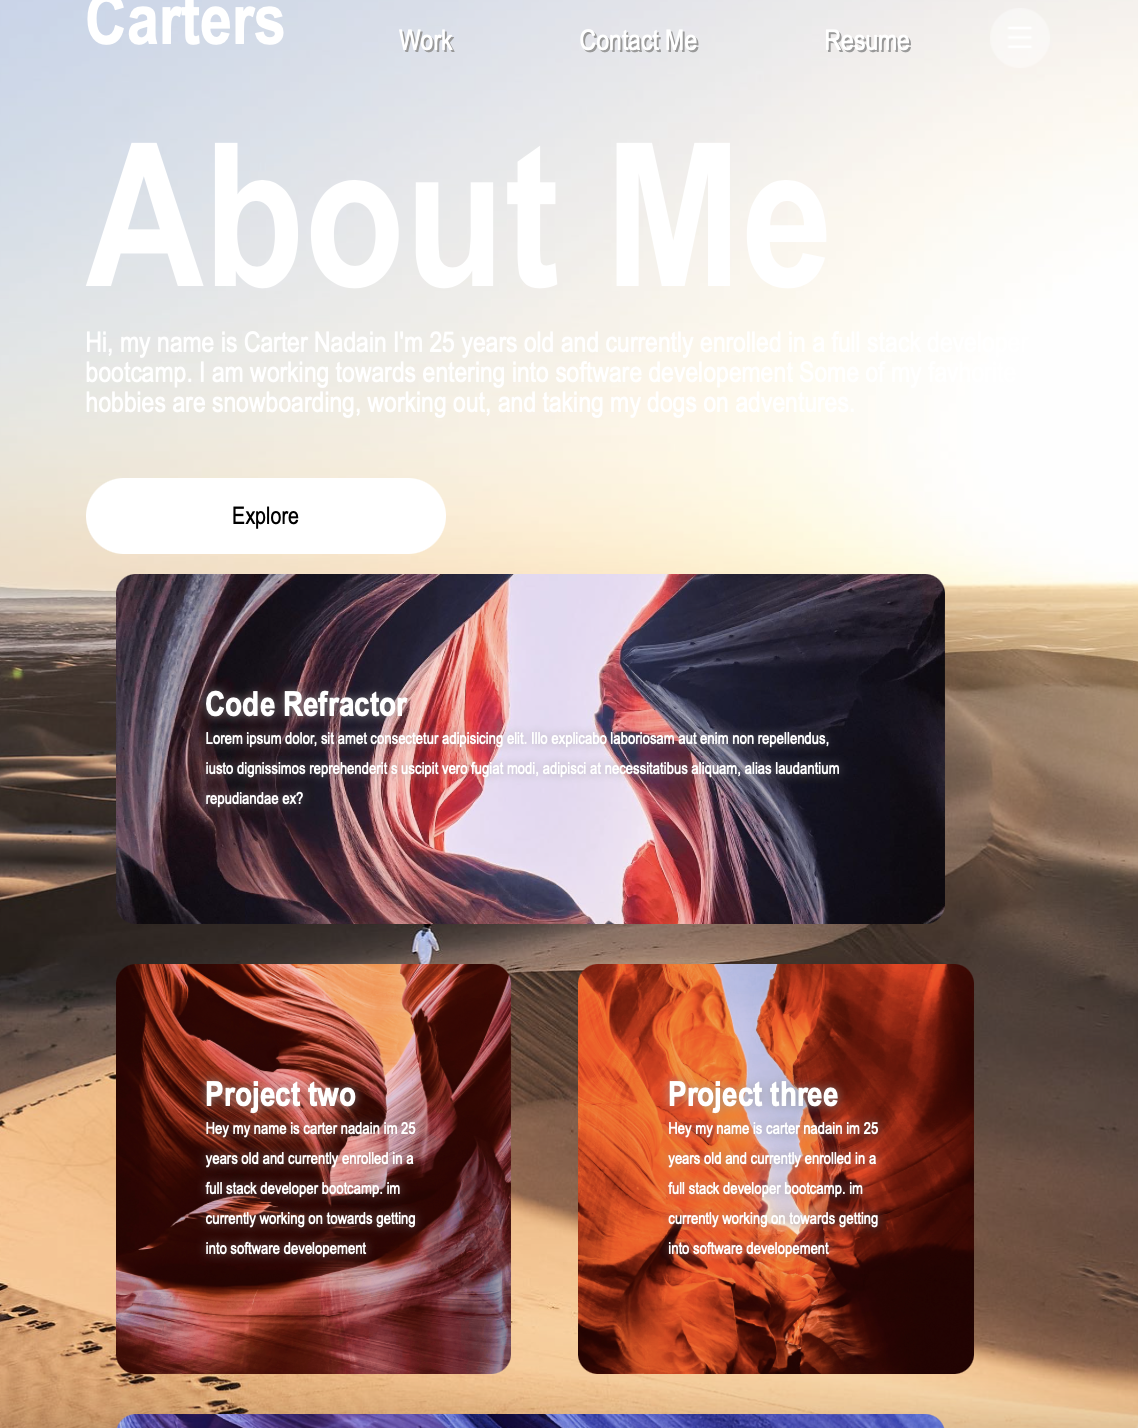 Carters
Work
Contact Me
Resume
About Me
Hi, my name is Carter Nadain I'm 25 years old and currently enrolled in a full stack
bootcamp. I am working towards entering into software developement Some of my
hobbies are snowboarding, working out, and taking my dogs on adventures.
Explore
Code Refractor
Lorem ipsum dolor, sit amet consectetur adipisicing elit. Illo explicabo laboriosam aut enim non repellendus,
iusto dignissimos reprehenderit s uscipit vero fugiat modi, adipisci at necessitatibus aliquam, alias laudantium
repudiandae ex?
Project two
Hey my name is carter nadain im 25
years old and currently enrolled in a
full stack developer bootcamp. im
currently working on towards getting
into software developement
Project three
Hey my name is carter nadain im 25
years old and currently enrolled in a
full stack developer bootcamp. im
currently working on towards getting
into software developement